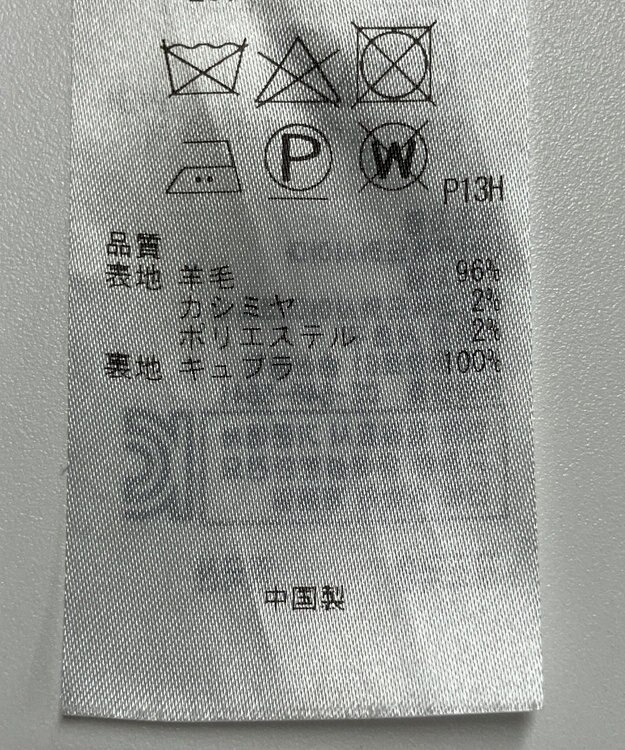 P
W
P13H
品質
表地 羊毛 96%
カシミヤ 2%
ポリエステル 2%
裏地 キュプラ 100%
中国製